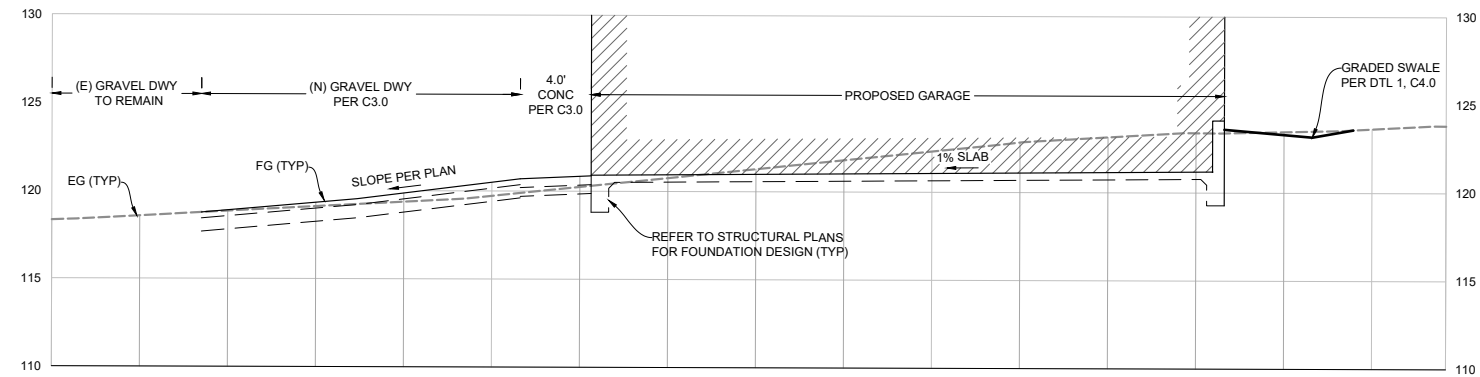 130
130
(E) GRAVEL DWY
TO REMAIN
(N) GRAVEL DWY
PER C3.0
4.0'
CONC
PER C3.0
PROPOSED GARAGE
GRADED SWALE
PER DTL 1, C4.0
125
125
EG (TYP)
FG (TYP)
SLOPE PER PLAN
1% SLAB
120
120
REFER TO STRUCTURAL PLANS
FOR FOUNDATION DESIGN (TYP)
115
115
110
110